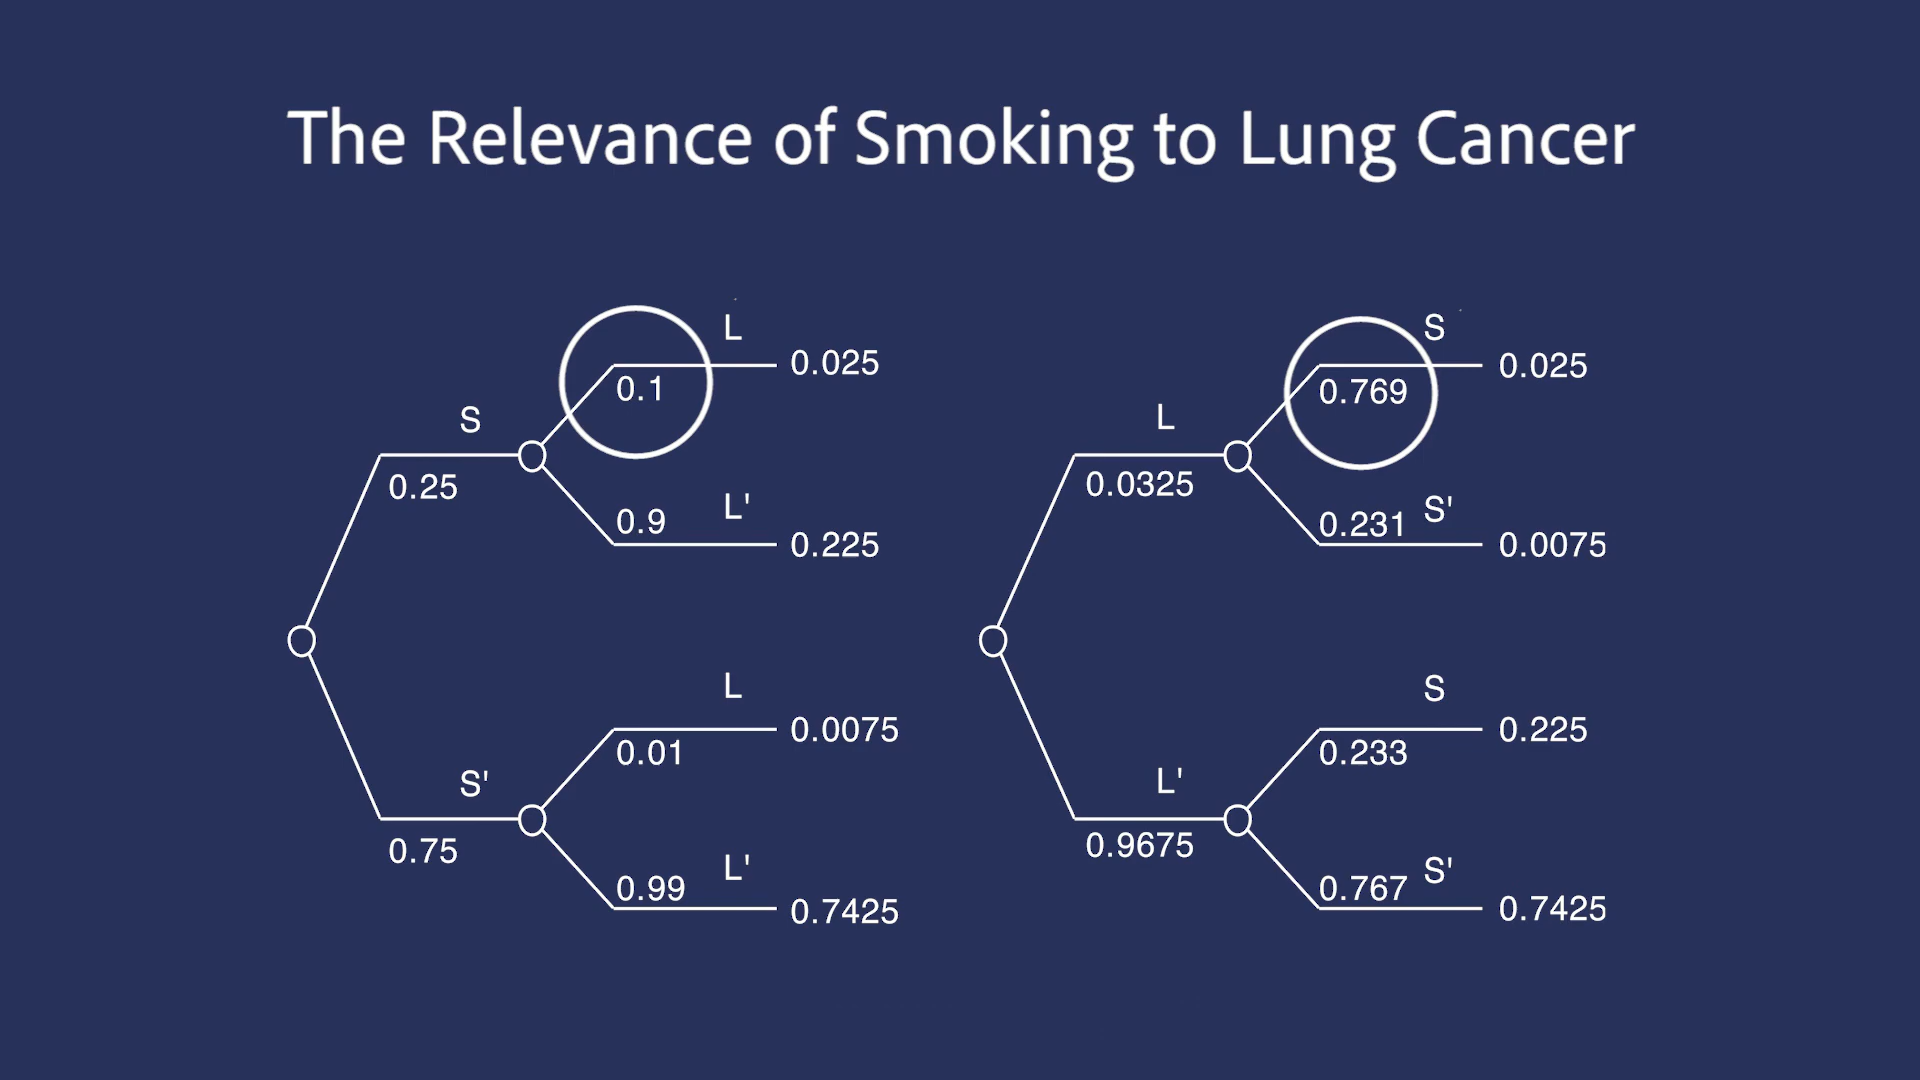 The Relevance of Smoking to Lung Cancer
L
0.1
0.025
S
0.25
L'
0.9
0.225
L
0.01
0.0075
S'
0.75
L'
0.99
0.7425
S
0.769
0.025
L
0.0325
S'
0.231
0.0075
S
0.233
0.225
L'
0.9675
S'
0.767
0.7425